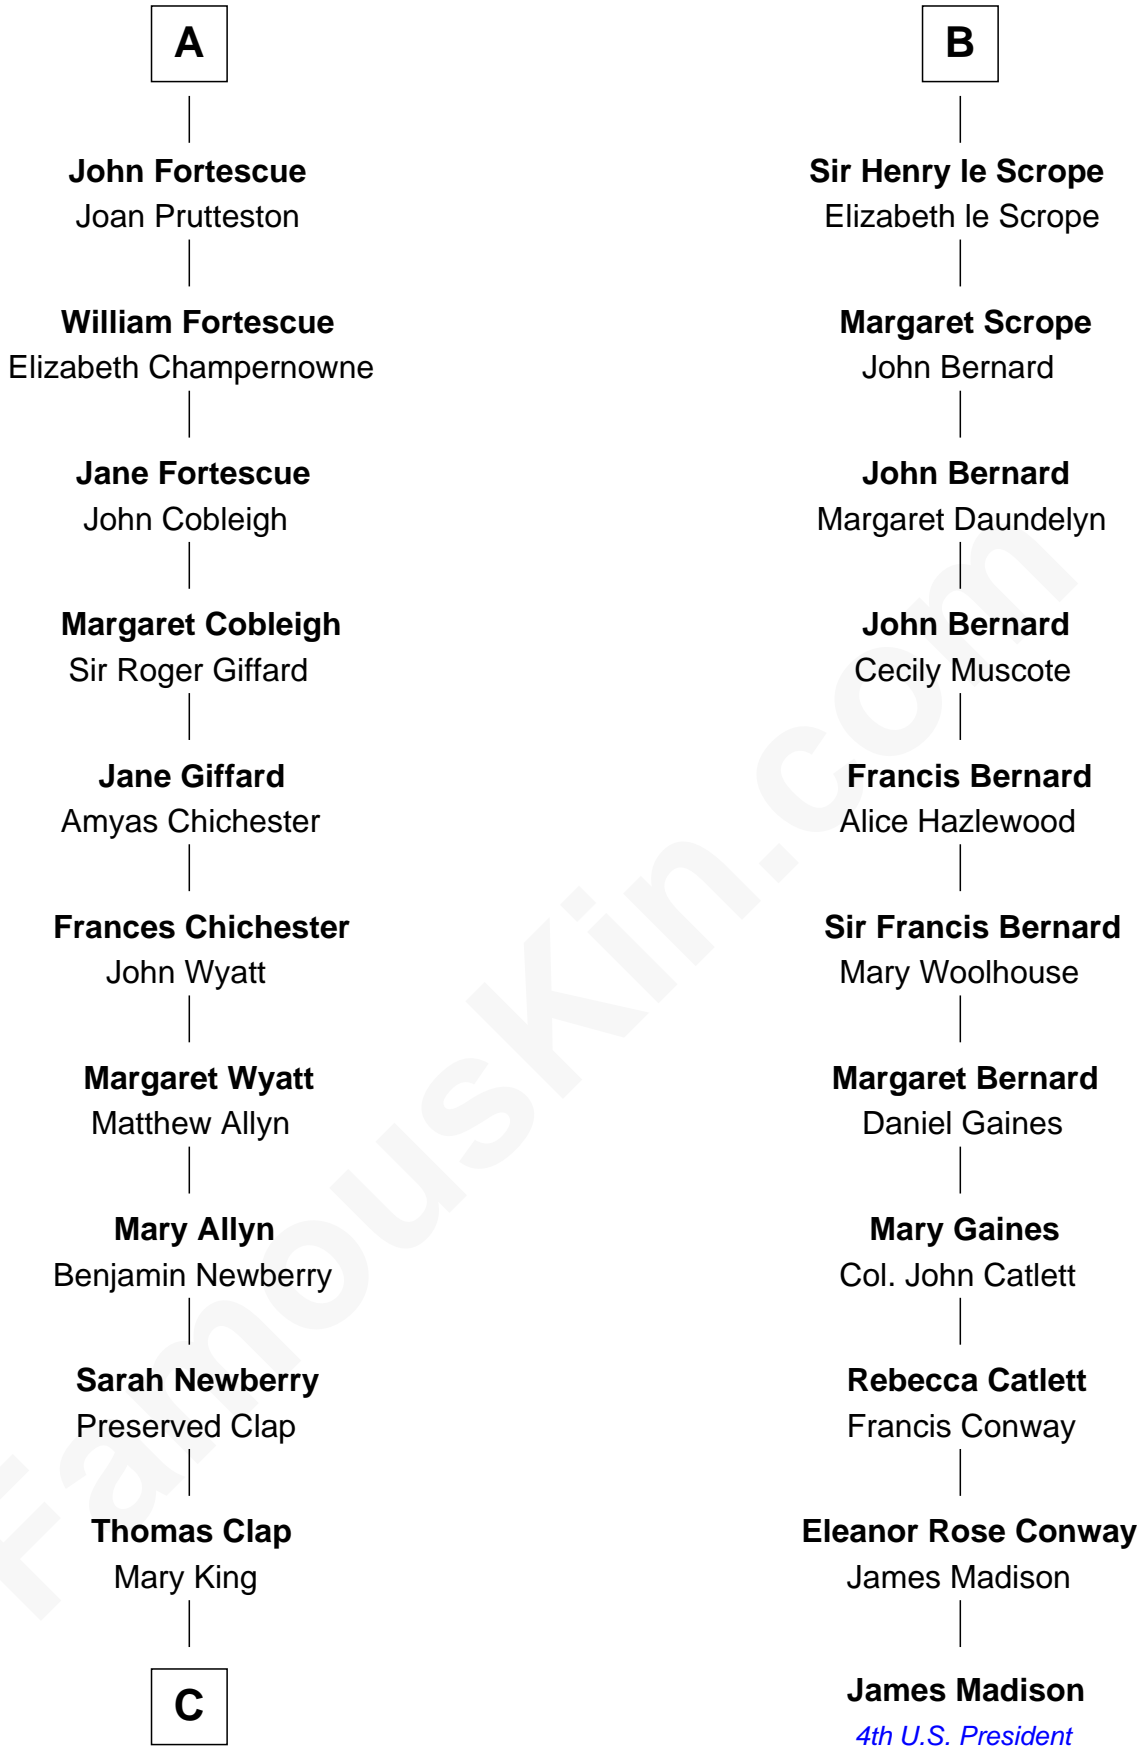 A
John Fortescue
Joan Prutteston
William Fortescue
Elizabeth Champernowne
Jane Fortescue
John Cobleigh
Margaret Cobleigh
Sir Roger Giffard
Jane Giffard
Amyas Chichester
Frances Chichester
John Wyatt
Margaret Wyatt
Matthew Allyn
Mary Allyn
Benjamin Newberry
Sarah Newberry
Preserved Clap
Thomas Clap
Mary King
C
B
Sir Henry le Scrope
Elizabeth le Scrope
Margaret Scrope
John Bernard
John Bernard
Margaret Daundelyn
John Bernard
Cecily Muscote
Francis Bernard
Alice Hazlewood
Sir Francis Bernard
Mary Woolhouse
Margaret Bernard
Daniel Gaines
Mary Gaines
Col. John Catlett
Rebecca Catlett
Francis Conway
Eleanor Rose Conway
James Madison
James Madison
4th U.S. President
FamousKin.com